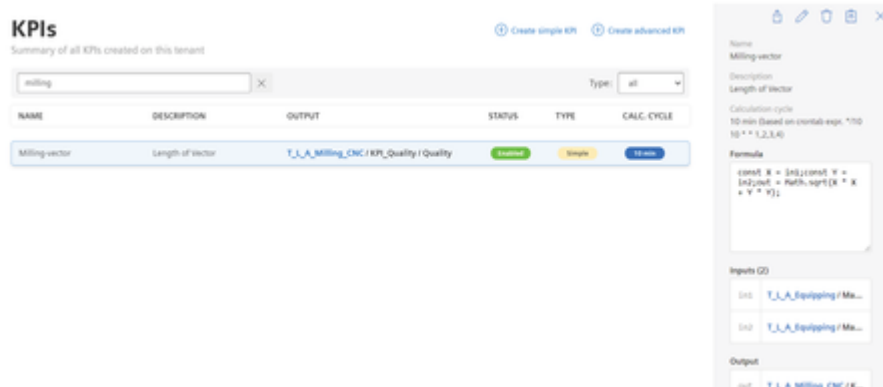 KPIs
Create simple KPI Create advanced KPI
Summary of all KPIs created on this tenant
milling
Type: all
NAME DESCRIPTION OUTPUT STATUS TYPE CALC. CYCLE
Milling-vector Length of Vector T_L_A_Milling_CNC / KPI_Quality / Quality Enabled Simple 10 min
Name
Milling-vector
Description
Length of Vector
Calculation cycle
10 min (based on crontab expr. */10
10 * * 1,2,3,4)
Formula
const X = in1;const Y =
in2;out = Math.sqrt(X * X
+ Y * Y);
Inputs (2)
in1 T_L_A_Equipping / Ma...
in2 T_L_A_Equipping / Ma...
Output
out T_L_A_Milling_CNC / K...